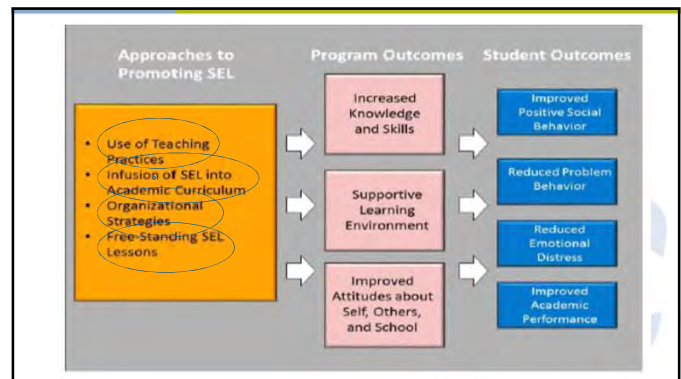 Approaches to
Promoting SEL
• Use of Teaching
Practices
• Infusion of SEL into
Academic Curriculum
• Organizational
Strategies
• Free-Standing SEL
Lessons
Program Outcomes
Increased
Knowledge
and Skills
Supportive
Learning
Environment
Improved
Attitudes about
Self, Others,
and School
Student Outcomes
Improved
Positive Social
Behavior
Reduced Problem
Behavior
Reduced
Emotional
Distress
Improved
Academic
Performance